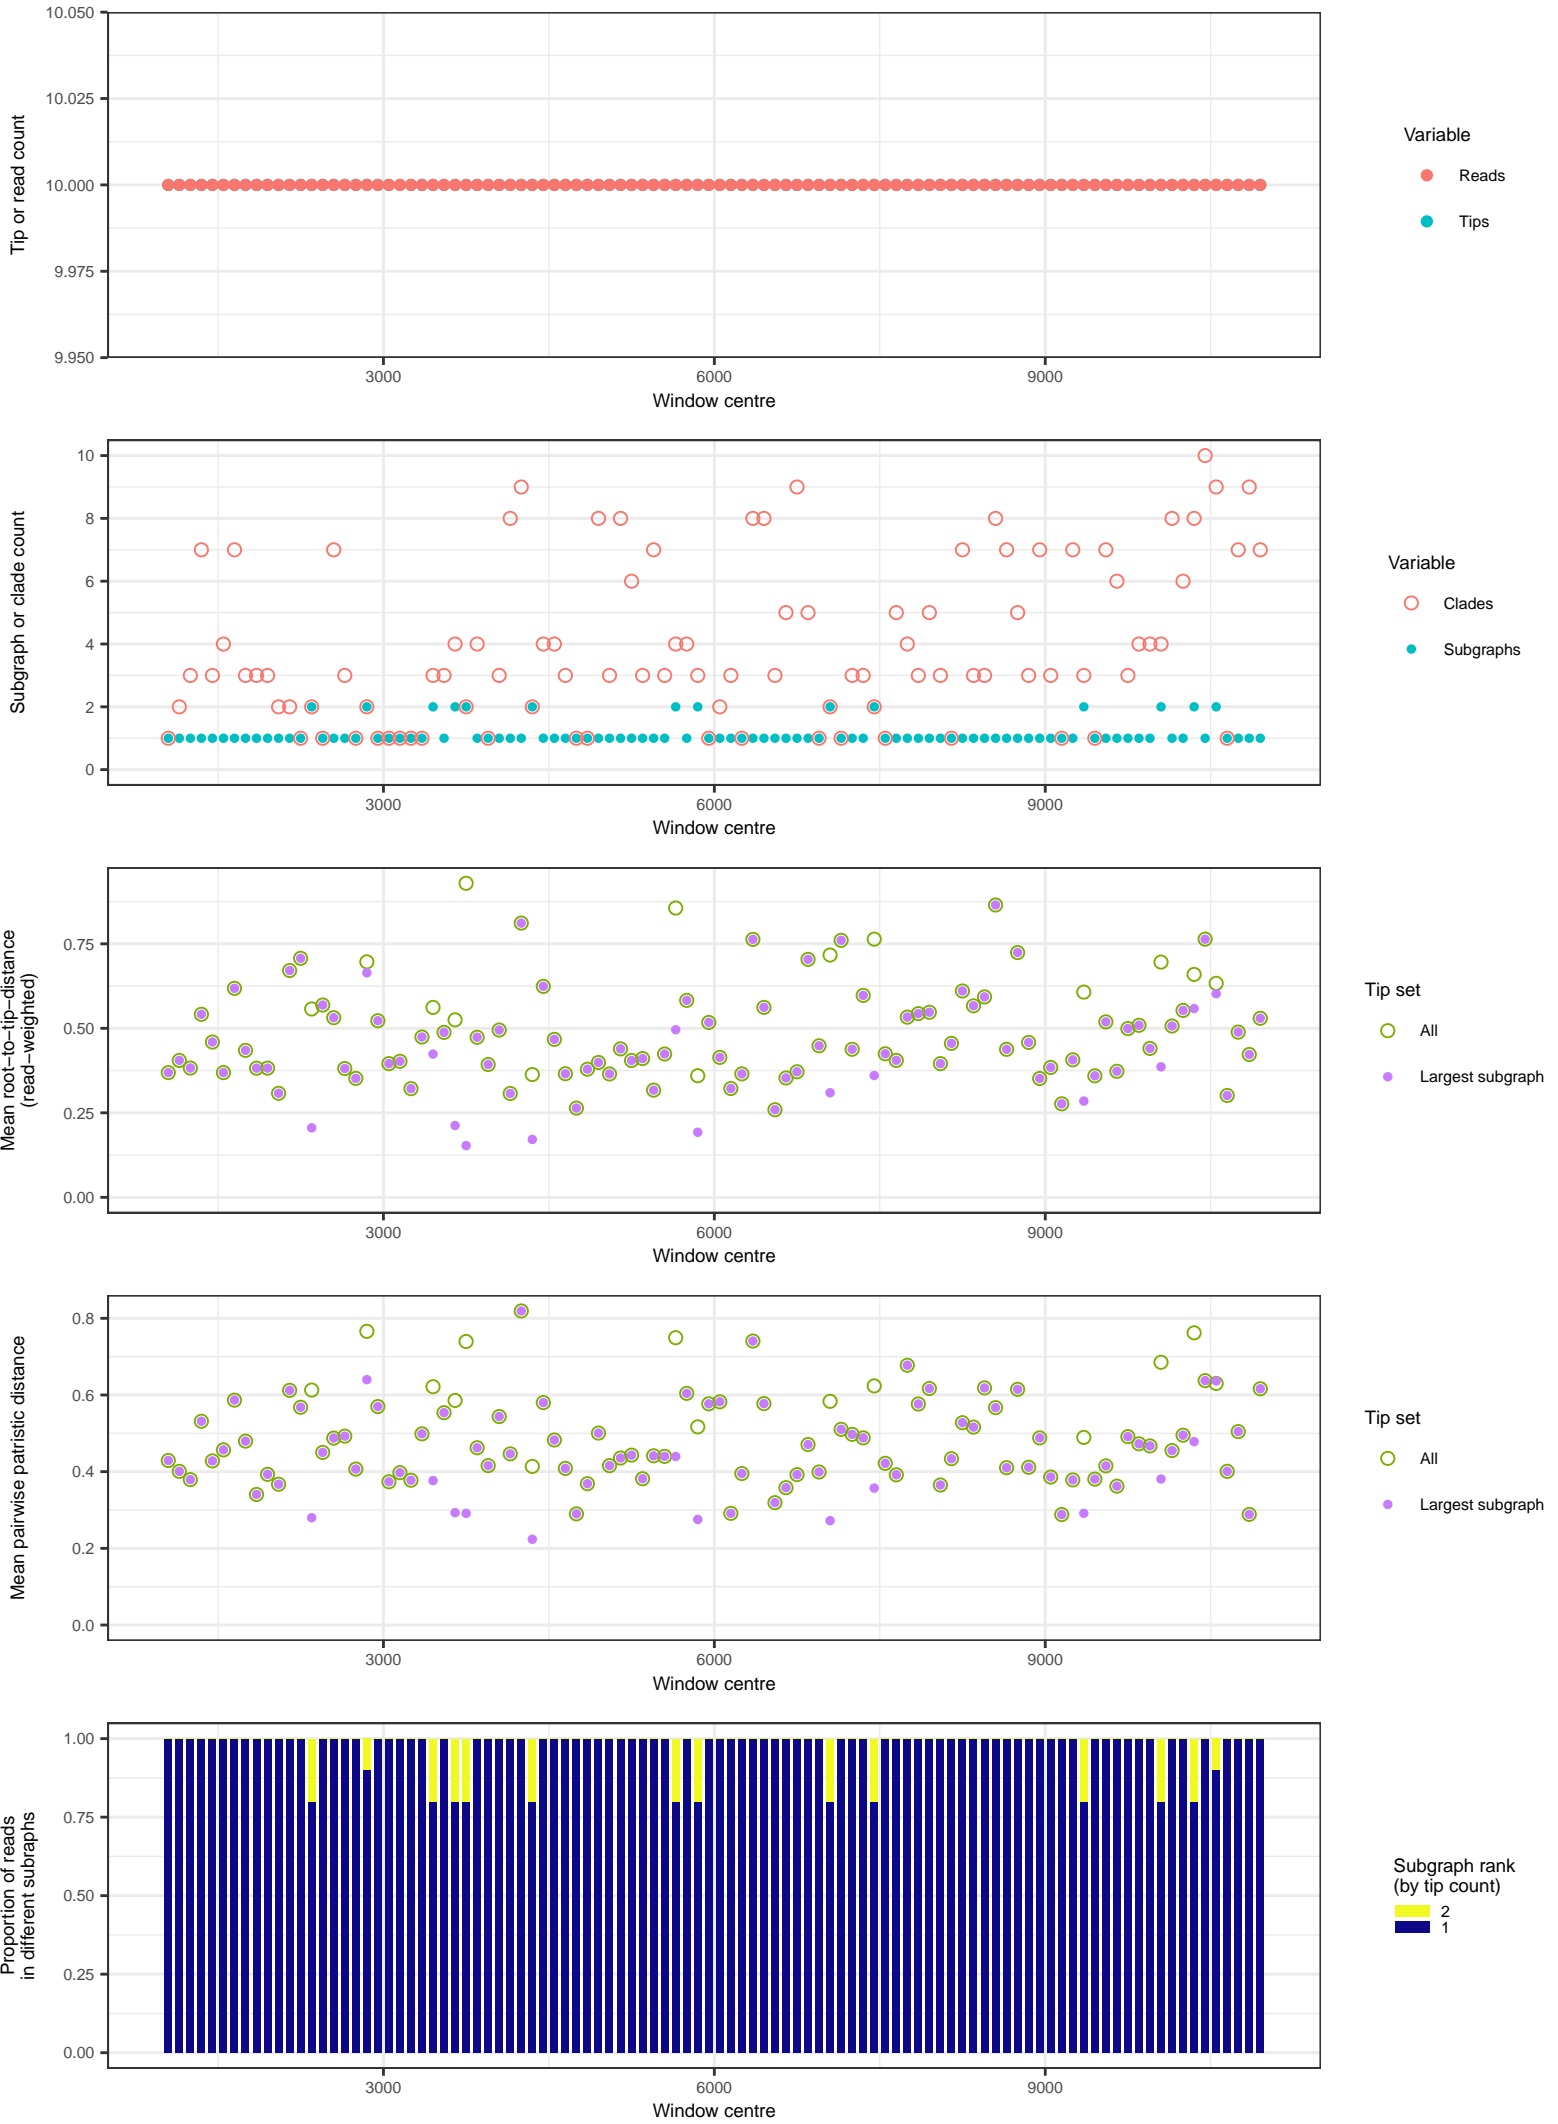 10.050
10.025
10.000
9.975
9.950
Tip or read count
3000 6000 9000
Window centre
Variable
Reads
Tips
10
8
6
4
2
0
Subgraph or clade count
3000 6000 9000
Window centre
Variable
Clades
Subgraphs
0.75
0.50
0.25
0.00
Mean root−to−tip−distance
(read−weighted)
3000 6000 9000
Window centre
Tip set
All
Largest subgraph
0.8
0.6
0.4
0.2
0.0
Mean pairwise patristic distance
3000 6000 9000
Window centre
Tip set
All
Largest subgraph
1.00
0.75
0.50
0.25
0.00
Proportion of reads
in different subraphs
3000 6000 9000
Window centre
Subgraph rank
(by tip count)
2
1